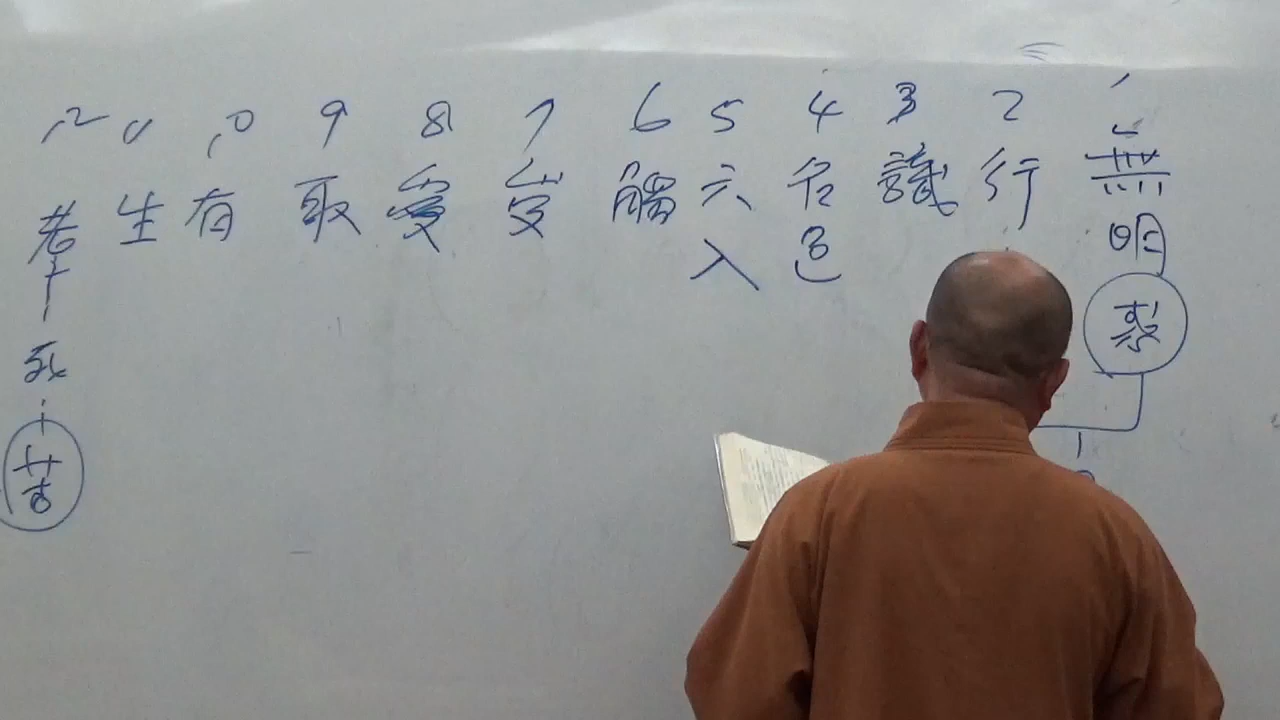 1 2 3 4 5 6 7 8 9 10 11 12
無明 行 識 名色 六入 觸 受 愛 取 有 生 老死
惑
苦